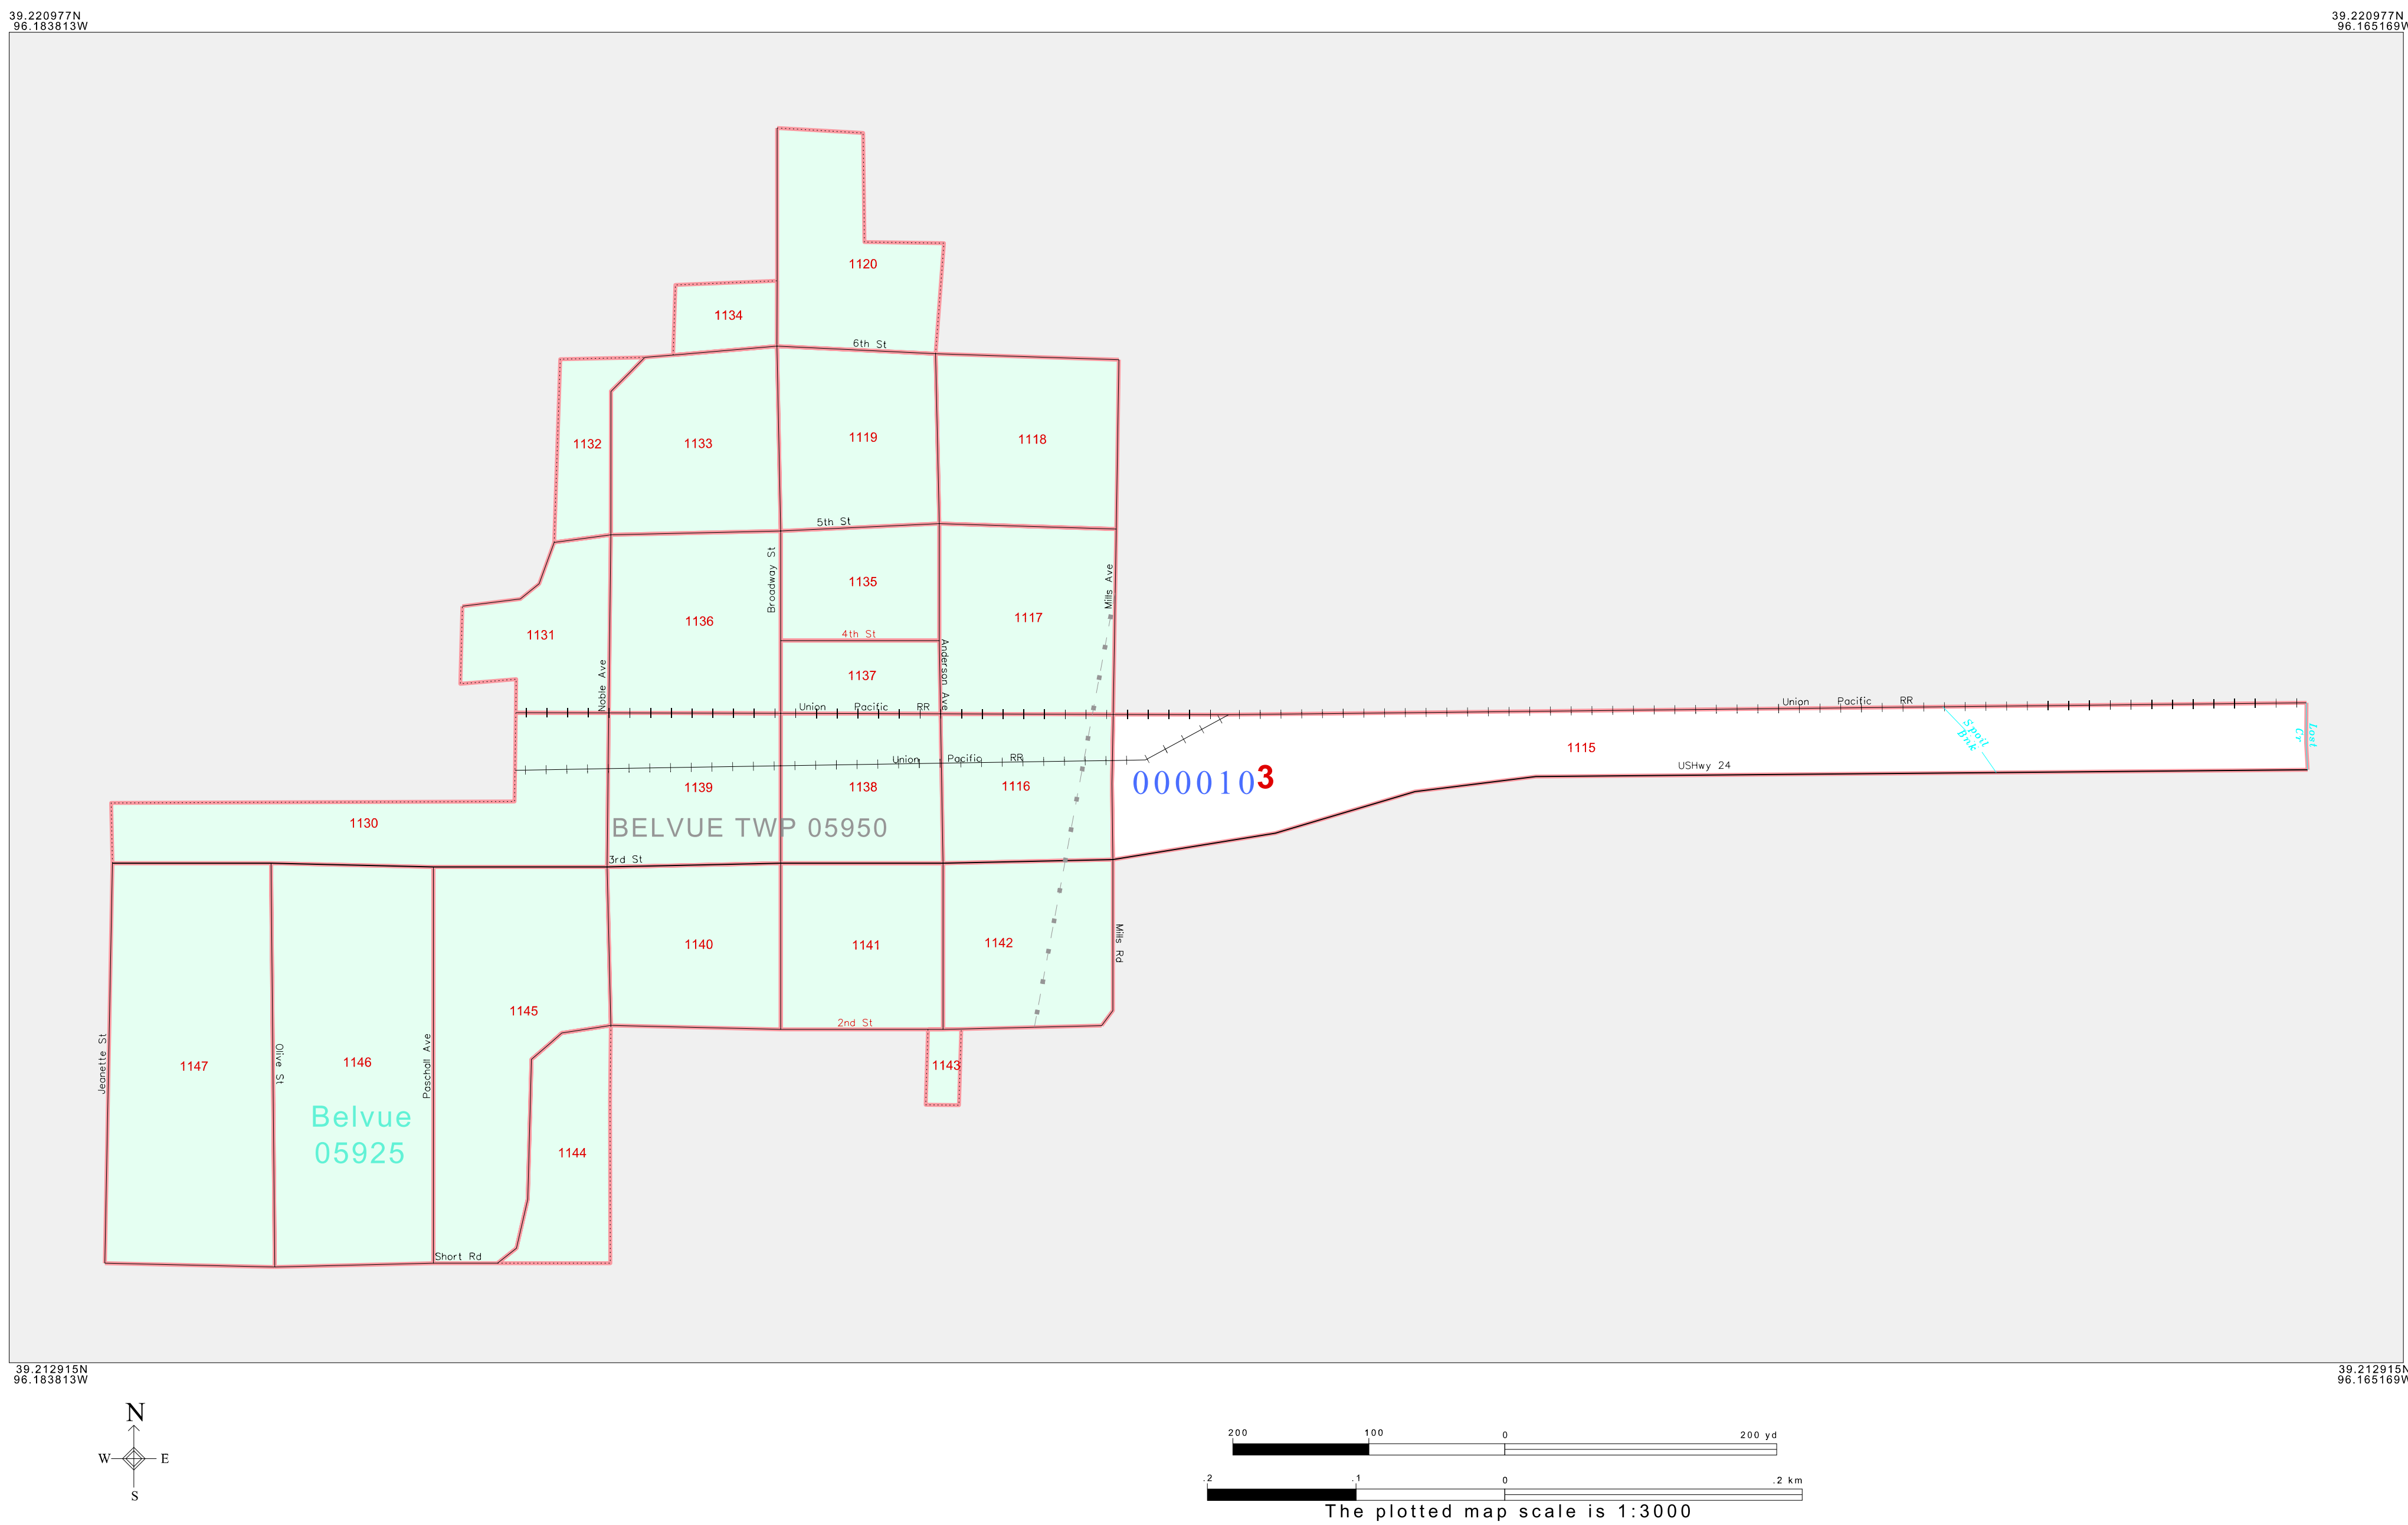 39.220977N
96.183813W
39.220977N
96.165169W
1120
1134
6th St
1132
1133
1119
1118
5th St
Broadway St
1135
Mills Ave
1136
1117
1131
4th St
Anderson Ave
1137
Noble Ave
Union Pacific RR
Union Pacific RR
Spoil
Bnk
Lost
Cr
1115
USHwy 24
Union Pacific RR
1139
1138
1116
000010
3
1130
BELVUE TWP 05950
3rd St
1140
1141
1142
Mills Rd
1145
2nd St
Jeanette St
1147
Olive St
1146
Paschall Ave
1143
Belvue
05925
1144
Short Rd
39.212915N
96.183813W
39.212915N
96.165169W
N
W E
S
200 100 0 200 yd
.2 .1 0 .2 km
The plotted map scale is 1:3000